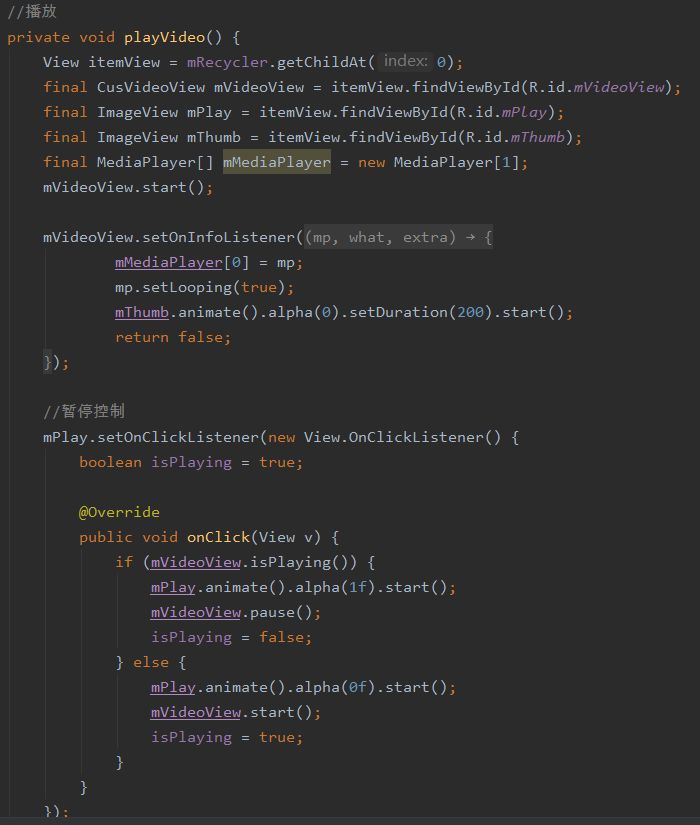 //播放
private void playVideo() {
View itemView = mRecycler.getChildAt( index: 0);
final CusVideoView mVideoView = itemView.findViewById(R.id.mVideoView);
final ImageView mPlay = itemView.findViewById(R.id.mPlay);
final ImageView mThumb = itemView.findViewById(R.id.mThumb);
final MediaPlayer[] mMediaPlayer = new MediaPlayer[1];
mVideoView.start();
mVideoView.setOnInfoListener((mp, what, extra) → {
mMediaPlayer[0] = mp;
mp.setLooping(true);
mThumb.animate().alpha(0).setDuration(200).start();
return false;
});
//暂停控制
mPlay.setOnClickListener(new View.OnClickListener() {
boolean isPlaying = true;
@Override
public void onClick(View v) {
if (mVideoView.isPlaying()) {
mPlay.animate().alpha(1f).start();
mVideoView.pause();
isPlaying = false;
} else {
mPlay.animate().alpha(0f).start();
mVideoView.start();
isPlaying = true;
}
}
});